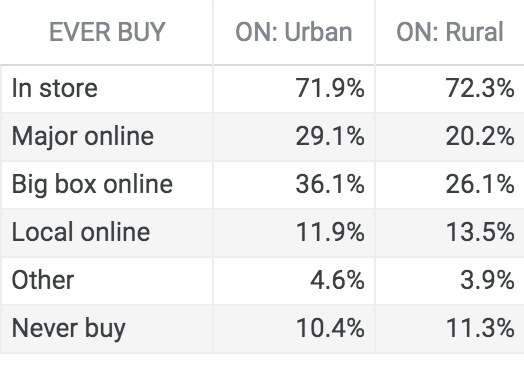 EVER BUY ON: Urban ON: Rural
In store 71.9% 72.3%
Major online 29.1% 20.2%
Big box online 36.1% 26.1%
Local online 11.9% 13.5%
Other 4.6% 3.9%
Never buy 10.4% 11.3%